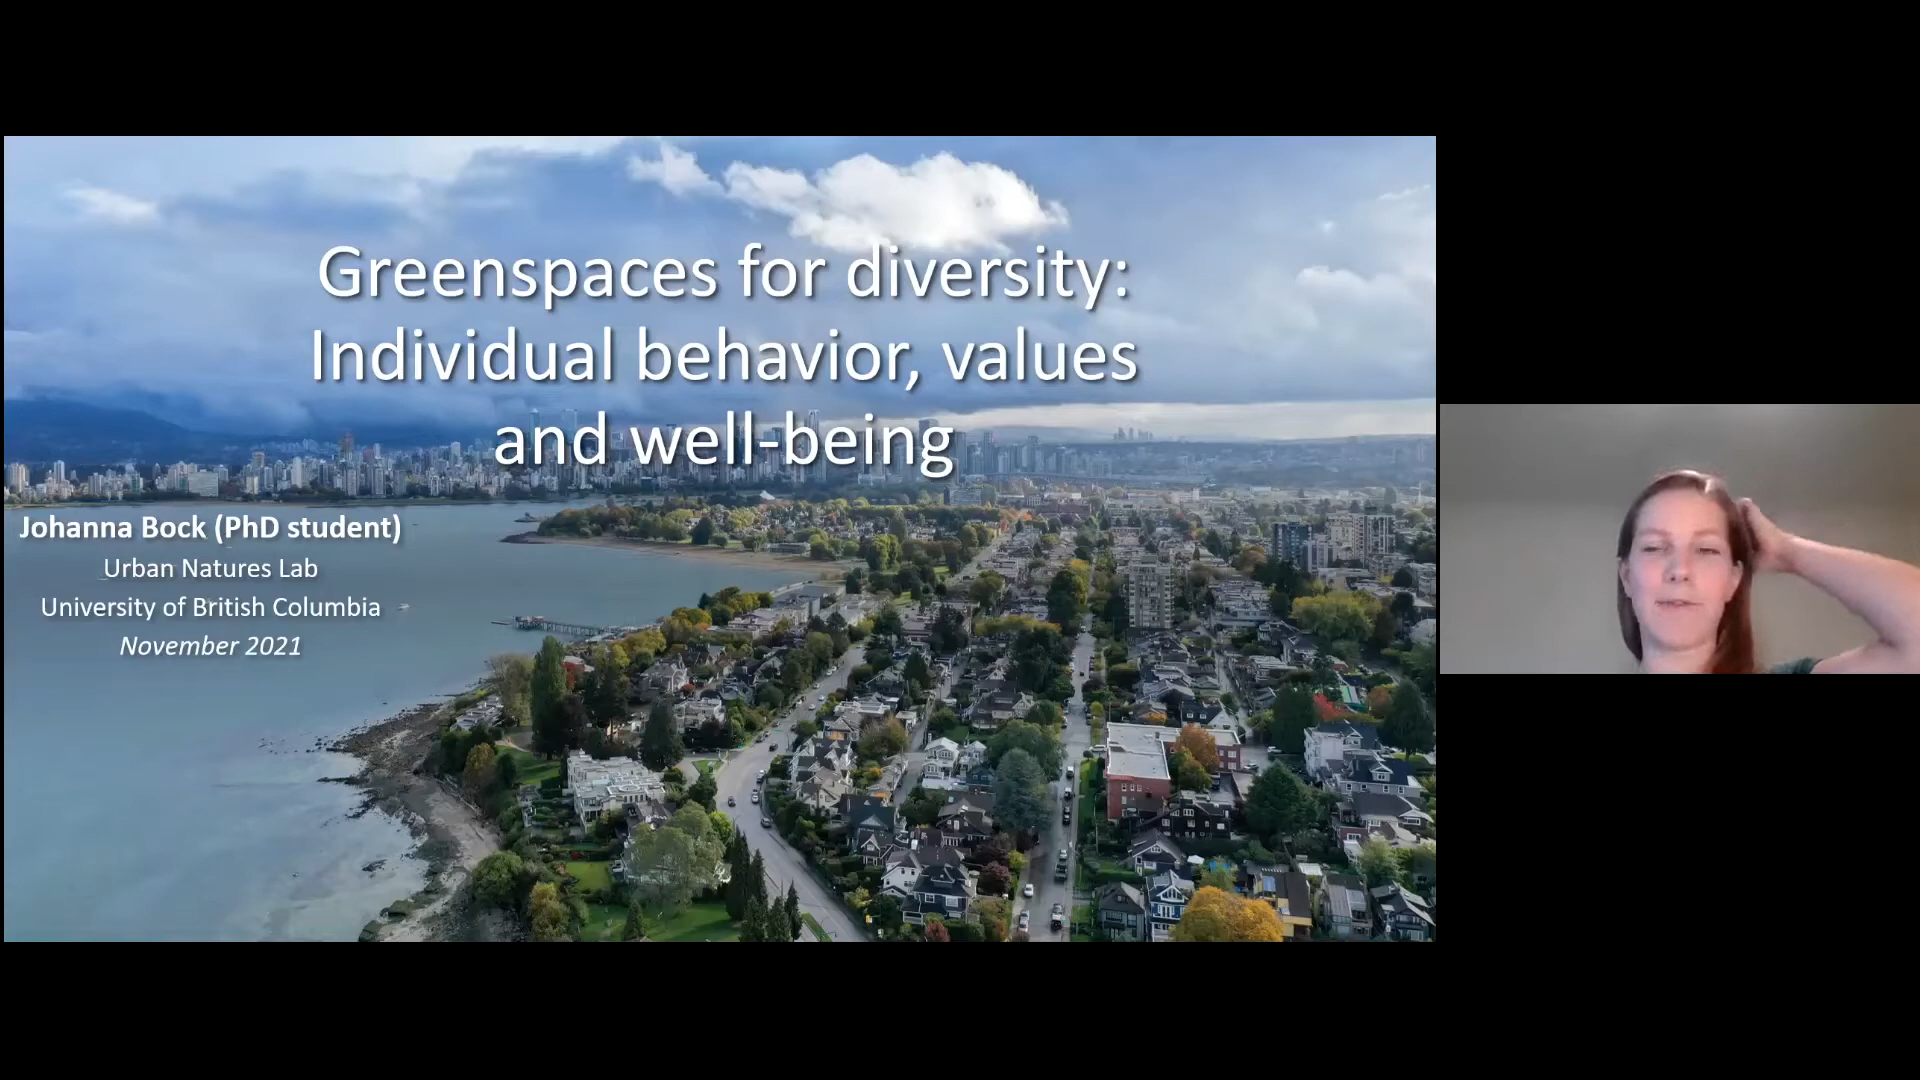 Greenspaces for diversity:
Individual behavior, values
and well-being
Johanna Bock (PhD student)
Urban Natures Lab
University of British Columbia
November 2021